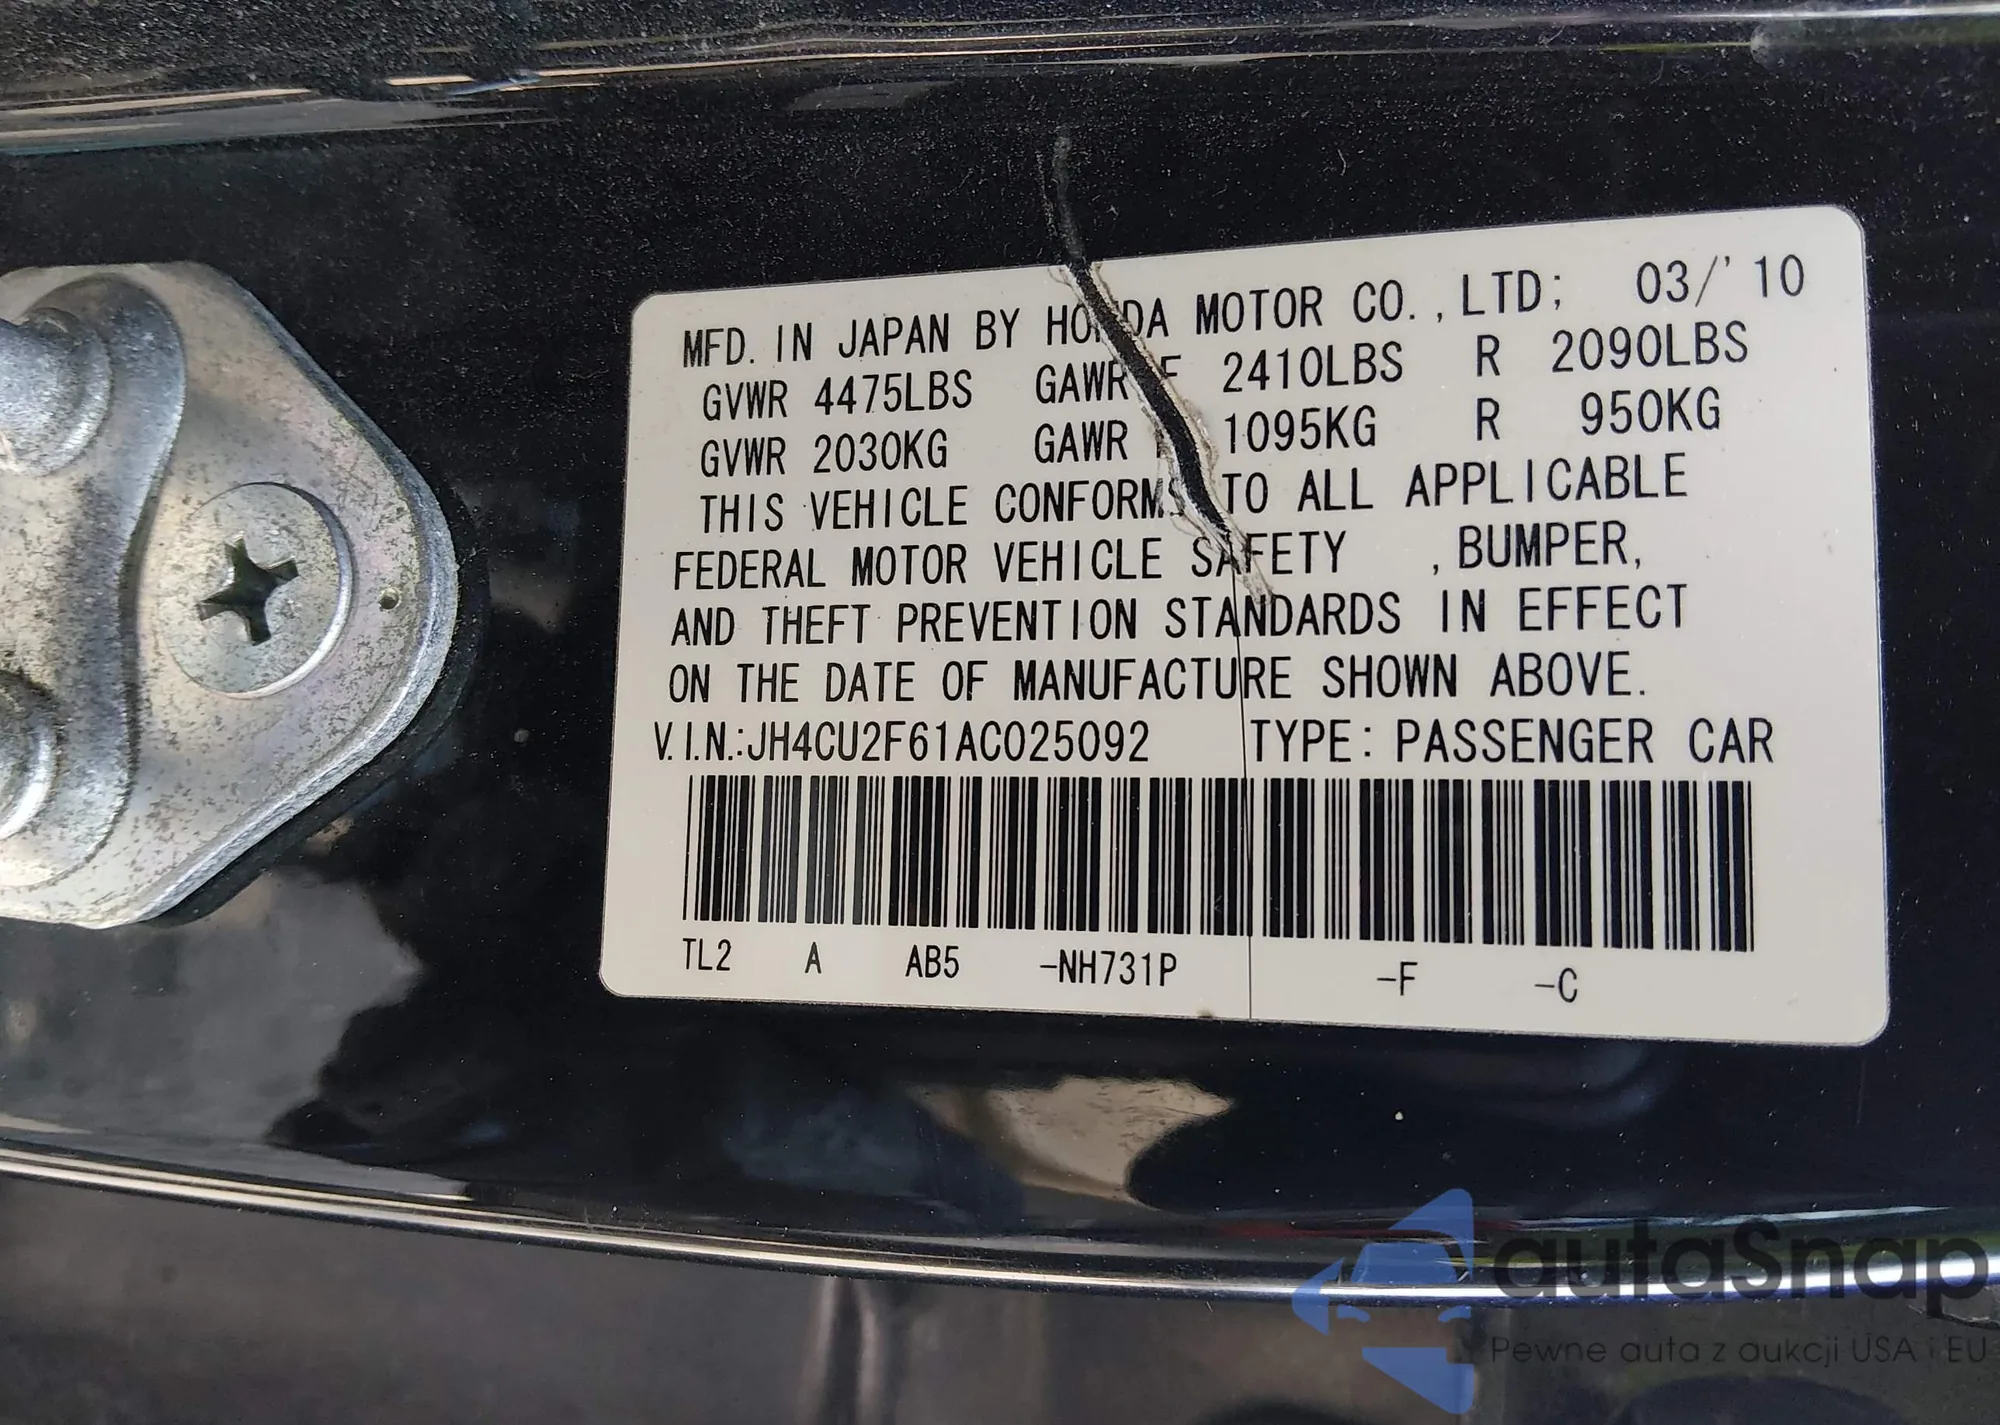 MFD. IN JAPAN BY HONDA MOTOR CO., LTD; 03/'10
GVWR 4475LBS GAWR F 2410LBS R 2090LBS
GVWR 2030KG GAWR F 1095KG R 950KG
THIS VEHICLE CONFORMS TO ALL APPLICABLE
FEDERAL MOTOR VEHICLE SAFETY , BUMPER,
AND THEFT PREVENTION STANDARDS IN EFFECT
ON THE DATE OF MANUFACTURE SHOWN ABOVE.
V.I.N.:JH4CU2F61AC025092 TYPE: PASSENGER CAR
TL2 A AB5 -NH731P -F -C
autaSnap
Pewne auta z aukcji USA i EU